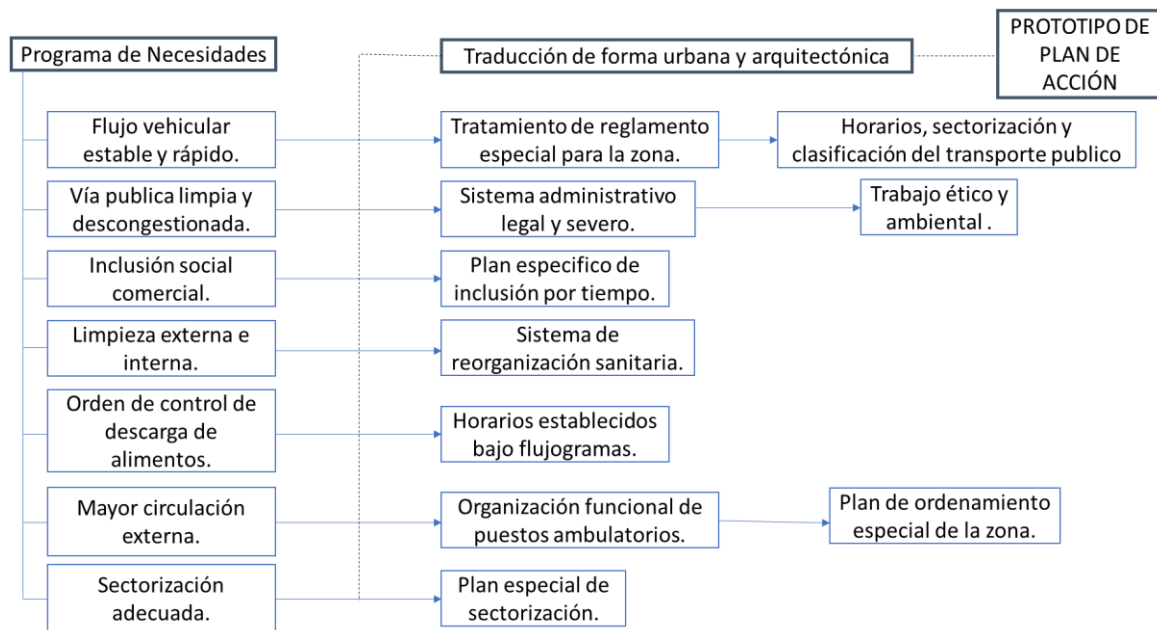 Programa de Necesidades
Traducción de forma urbana y arquitectónica
PROTOTIPO DE
PLAN DE
ACCIÓN
Flujo vehicular
estable y rápido.
Tratamiento de reglamento
especial para la zona.
Horarios, sectorización y
clasificación del transporte publico
Vía publica limpia y
descongestionada.
Sistema administrativo
legal y severo.
Trabajo ético y
ambiental .
Inclusión social
comercial.
Plan especifico de
inclusión por tiempo.
Limpieza externa e
interna.
Sistema de
reorganización sanitaria.
Orden de control de
descarga de
alimentos.
Horarios establecidos
bajo flujogramas.
Mayor circulación
externa.
Organización funcional de
puestos ambulatorios.
Plan de ordenamiento
especial de la zona.
Sectorización
adecuada.
Plan especial de
sectorización.